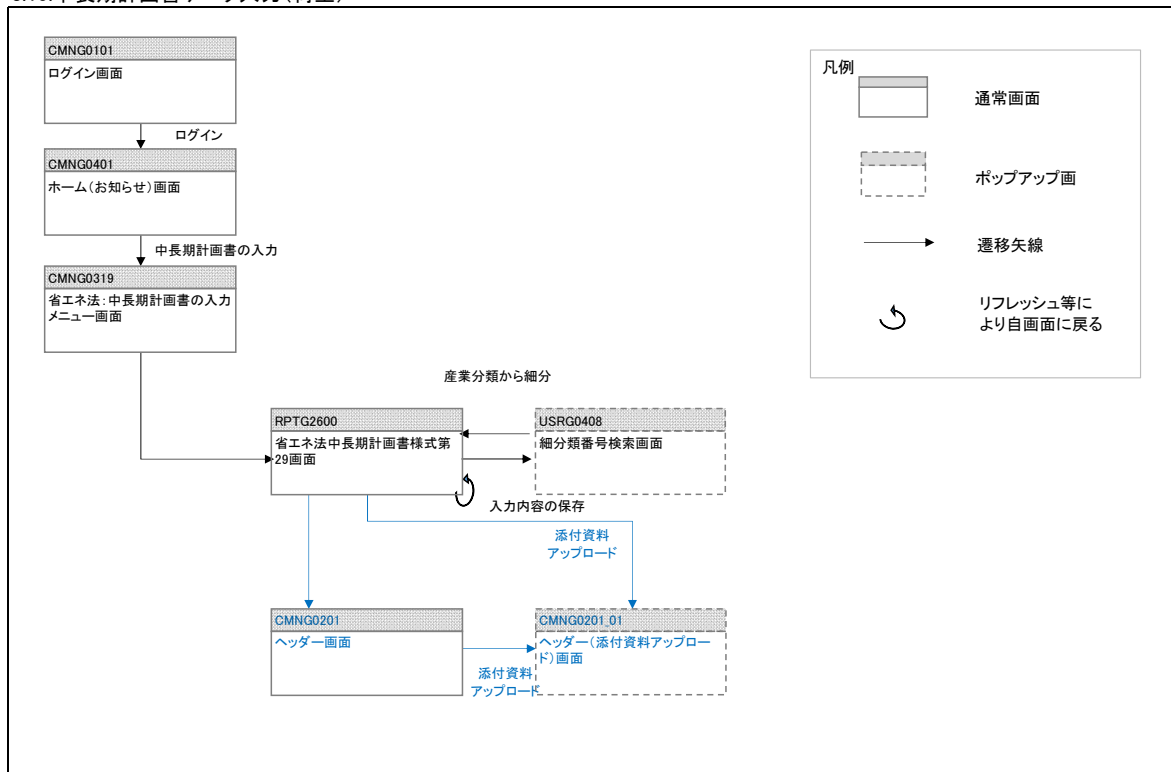 CMNG0101
ログイン画面
ログイン
CMNG0401
ホーム（お知らせ）画面
中長期計画書の入力
CMNG0319
省エネ法：中長期計画書の入力
メニュー画面
凡例
通常画面
ポップアップ画
遷移矢線
リフレッシュ等に
より自画面に戻る
産業分類から細分
RPTG2600
省エネ法中長期計画書様式第
29画面
USRG0408
細分類番号検索画面
入力内容の保存
添付資料
アップロード
CMNG0201
ヘッダー画面
添付資料
アップロード
CMNG0201_01
ヘッダー（添付資料アップロー
ド）画面